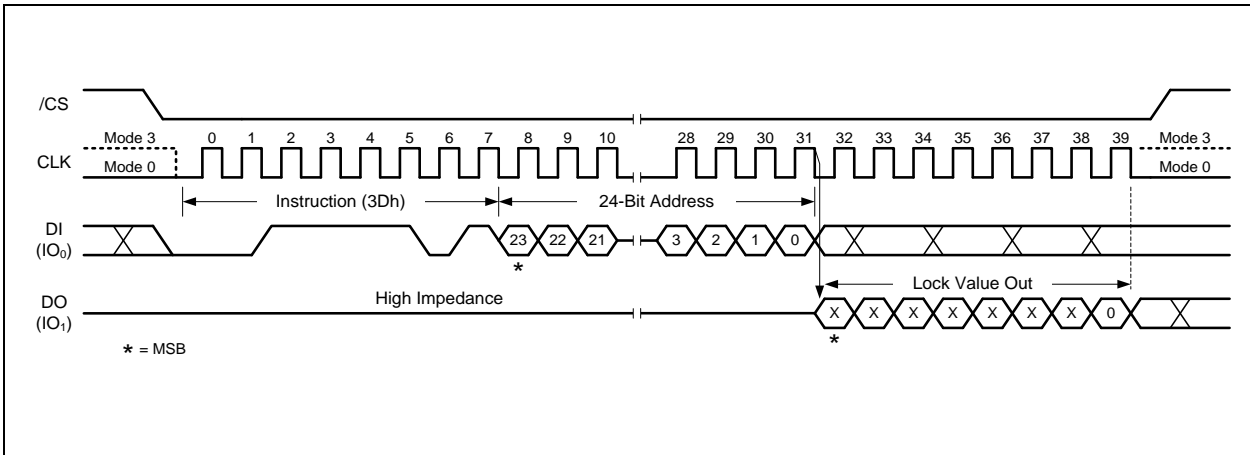 /CS
Mode 3 0 1 2 3 4 5 6 7 8 9 10 28 29 30 31 32 33 34 35 36 37 38 39 Mode 3
CLK Mode 0 Mode 0
Instruction (3Dh) 24-Bit Address
DI
(IO₀) 23 22 21 3 2 1 0
*
Lock Value Out
DO High Impedance
(IO₁) X X X X X X X 0
*
* = MSB